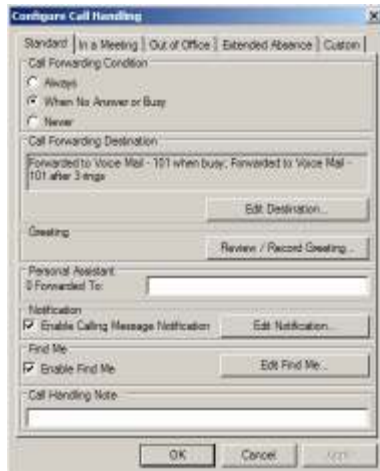 Configure Call Handling
Standard In a Meeting Out of Office Extended Absence Custom
Call Forwarding Condition
Always
When No Answer or Busy
Never
Call Forwarding Destination
Forwarded to Voice Mail - 101 when busy; Forwarded to Voice Mail -
101 after 3 rings
Edit Destination...
Greeting
Review / Record Greeting...
Personal Assistant
0 Forwarded To:
Notification
Enable Calling Message Notification Edit Notification...
Find Me
Enable Find Me Edit Find Me...
Call Handling Note
OK Cancel Apply